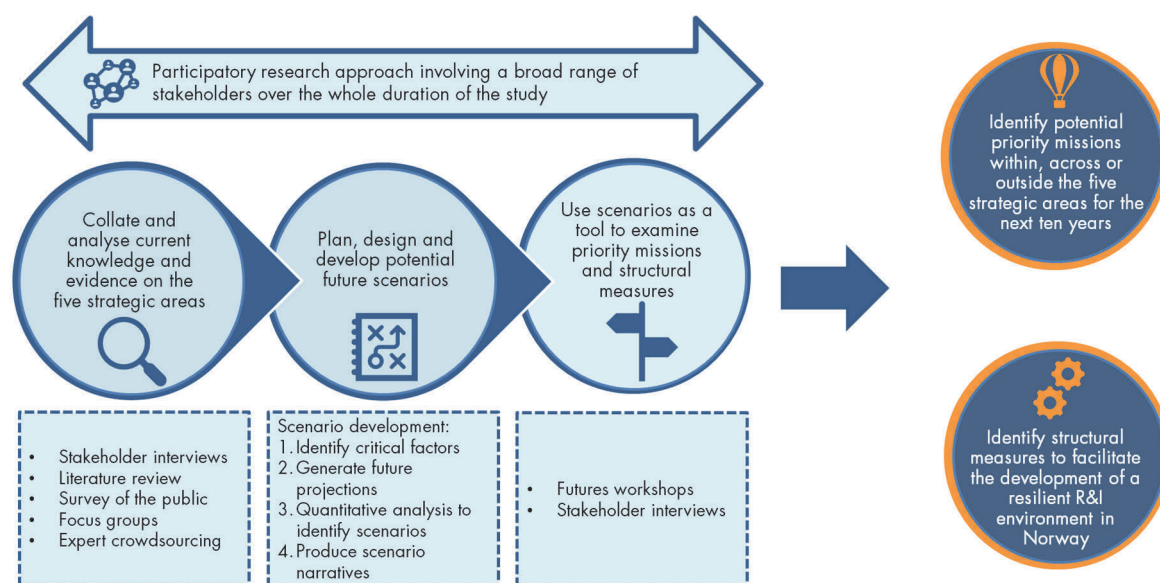 Participatory research approach involving a broad range of
stakeholders over the whole duration of the study
Collate and
analyse current
knowledge and
evidence on the
five strategic areas
Plan, design and
develop potential
future scenarios
Use scenarios as a
tool to examine
priority missions
and structural
measures
• Stakeholder interviews
• Literature review
• Survey of the public
• Focus groups
• Expert crowdsourcing
Scenario development:
1. Identify critical factors
2. Generate future
projections
3. Quantitative analysis to
identify scenarios
4. Produce scenario
narratives
• Futures workshops
• Stakeholder interviews
Identify potential
priority missions
within, across or
outside the five
strategic areas for the
next ten years
Identify structural
measures to facilitate
the development of a
resilient R&I
environment in
Norway